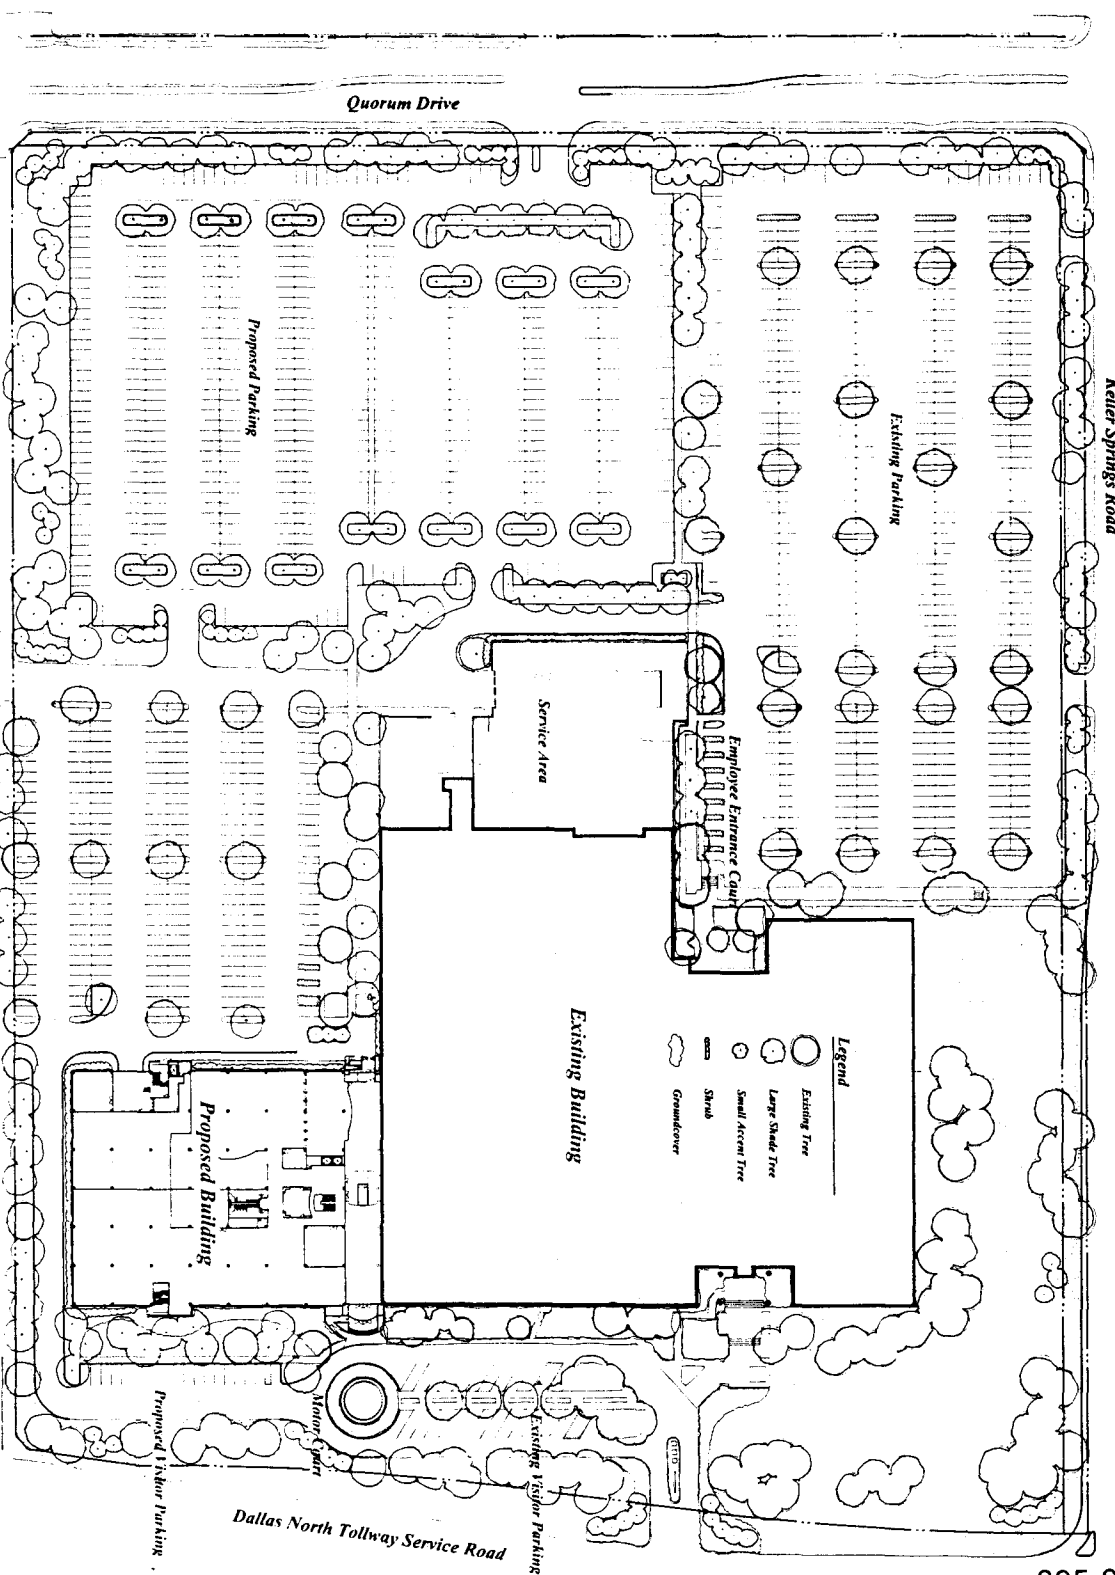 Quorum Drive
Keller Springs Road
Proposed Parking
Existing Parking
Service Area
Employee Entrance Court
Existing Building
Legend
Existing Tree
Large Shade Tree
Small Accent Tree
Shrub
Groundcover
Proposed Building
Motor Court
Proposed Visitor Parking
Existing Visitor Parking
Dallas North Tollway Service Road